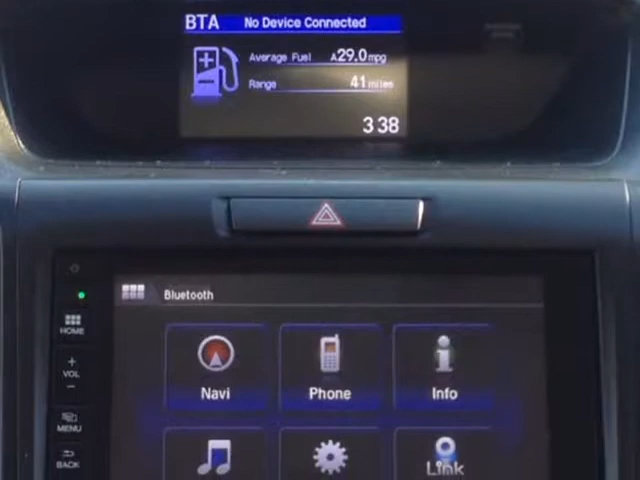 BTA No Device Connected
Average Fuel A29.0mpg
Range 41 miles
3 38
Bluetooth
HOME
VOL
MENU
BACK
Navi
Phone
Info
Link